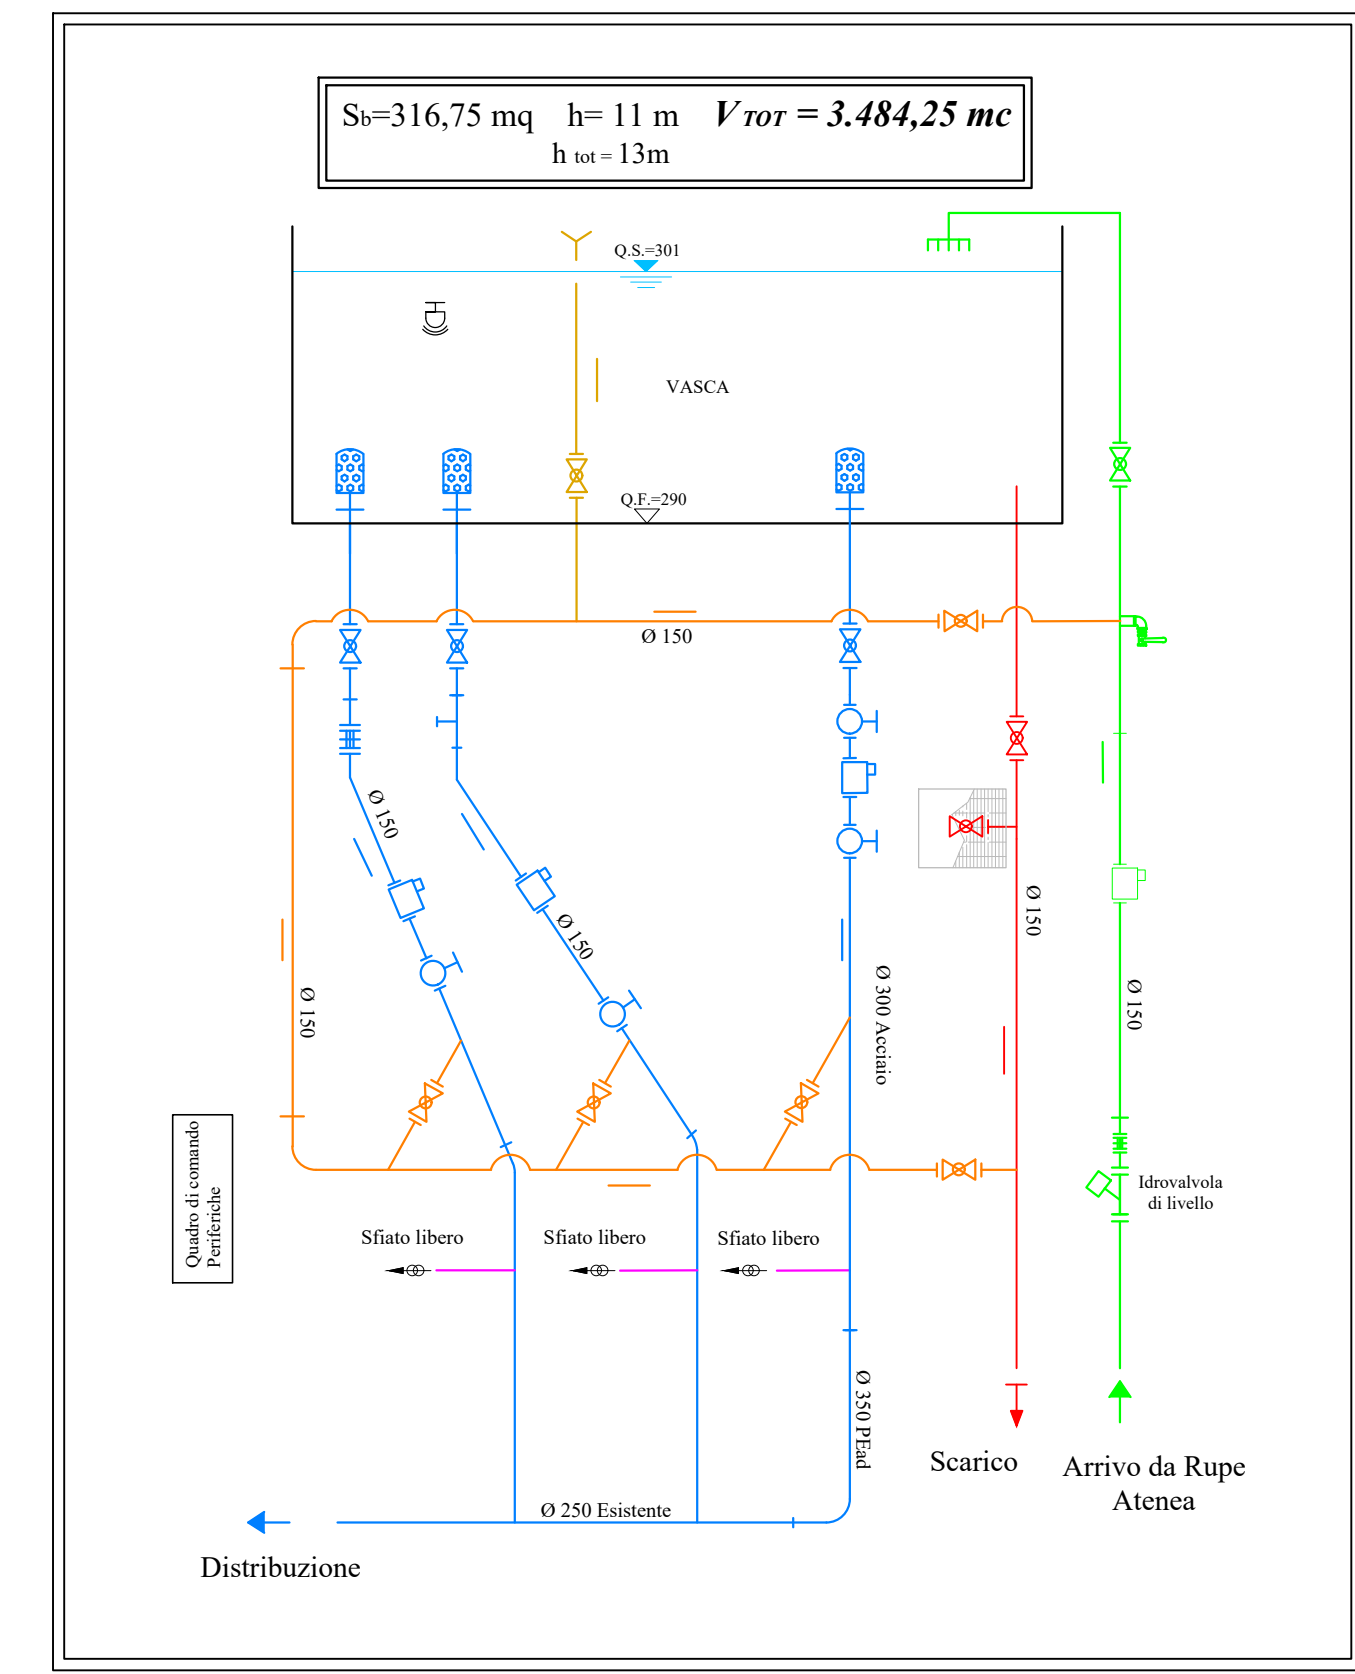 Sb=316,75 mq h= 11 m V TOT = 3.484,25 mc
h tot = 13m
Q.S.=301
VASCA
Q.F.=290
Ø 150
Ø 150
Ø 150
Ø 150
Ø 300 Acciaio
Ø 150
Ø 150
Ø 150
Quadro di comando
Periferiche
Idrovalvola
di livello
Sfiato libero
Sfiato libero
Sfiato libero
Ø 350 PEad
Scarico
Arrivo da Rupe
Atenea
Ø 250 Esistente
Distribuzione